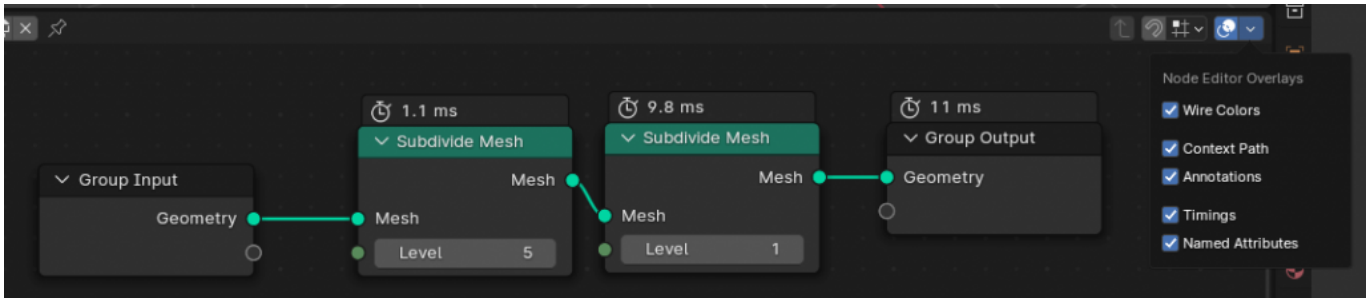 Node Editor Overlays
Wire Colors
Context Path
Annotations
Timings
Named Attributes
Group Input
Geometry
1.1 ms
Subdivide Mesh
Mesh
Mesh
Level 5
9.8 ms
Subdivide Mesh
Mesh
Mesh
Level 1
11 ms
Group Output
Geometry